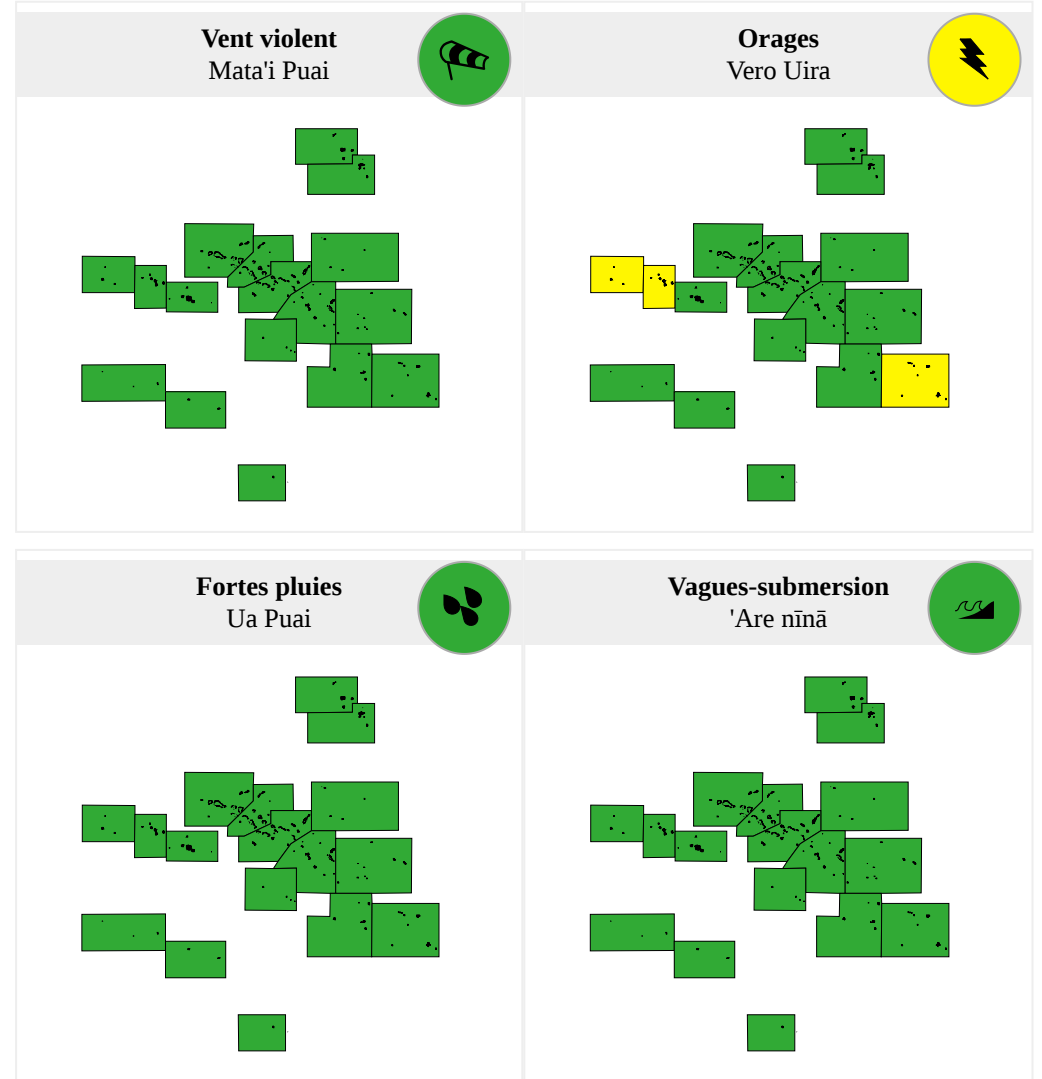 Vent violent
Mata'i Puai
Orages
Vero Uira
Fortes pluies
Ua Puai
Vagues-submersion
'Are nīnā